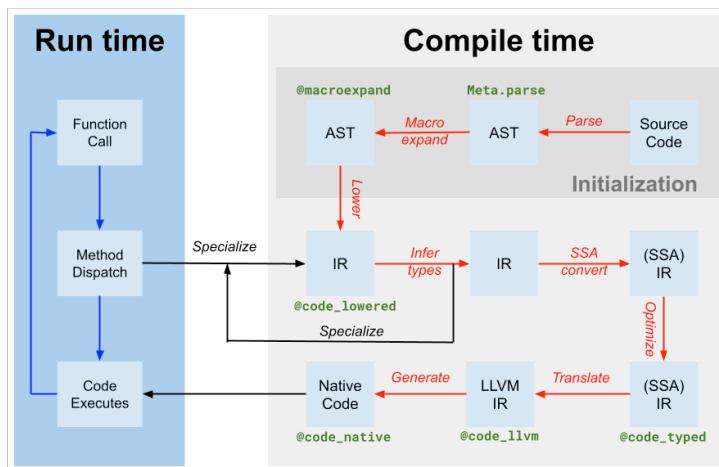 Run time
Compile time
@macroexpand
Meta.parse
Function
Call
AST
Macro
expand
AST
Parse
Source
Code
Lower
Initialization
Method
Dispatch
Specialize
IR
Infer
types
IR
SSA
convert
(SSA)
IR
@code_lowered
Specialize
Optimize
Code
Executes
Native
Code
Generate
LLVM
IR
Translate
(SSA)
IR
@code_native
@code_llvm
@code_typed